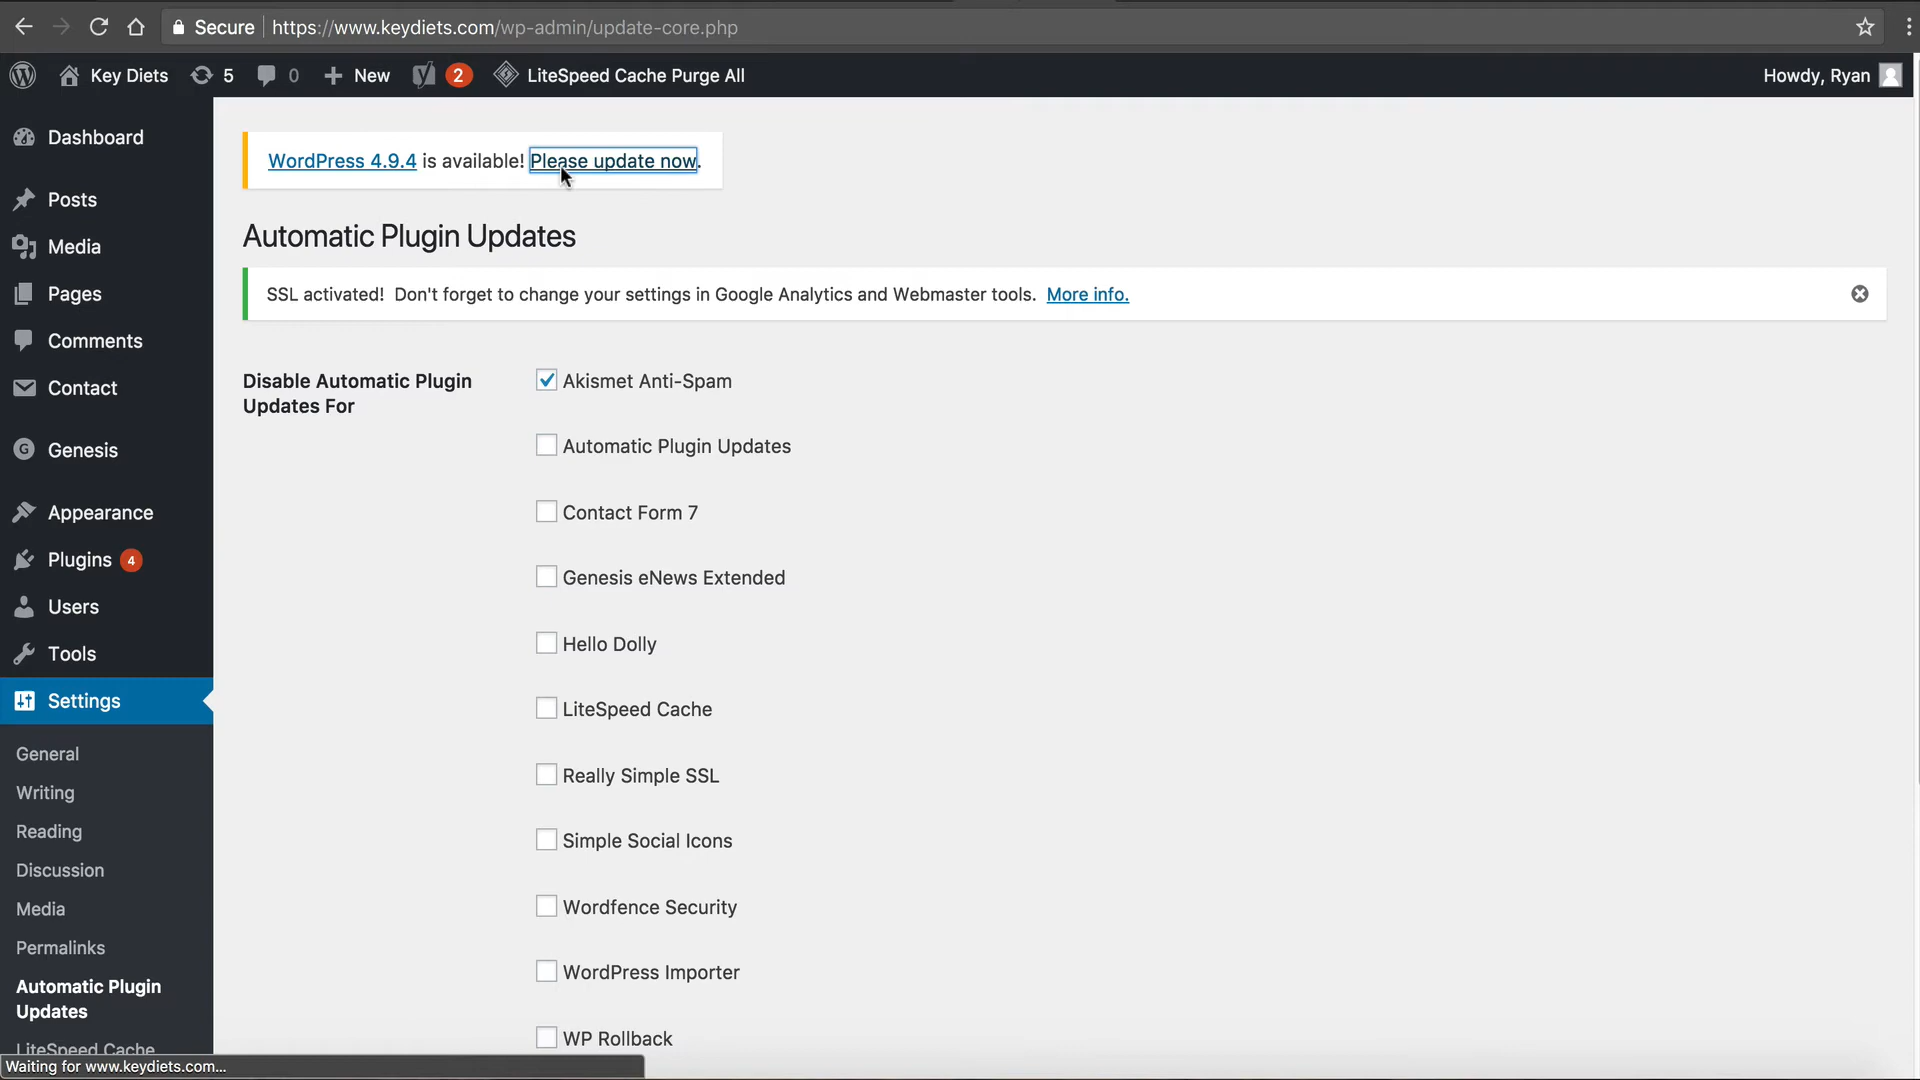 Secure https://www.keydiets.com/wp-admin/update-core.php
Key Diets 5 0 New 2 LiteSpeed Cache Purge All Howdy, Ryan
Dashboard
Posts
Media
Pages
Comments
Contact
Genesis
Appearance
Plugins 4
Users
Tools
Settings
General
Writing
Reading
Discussion
Media
Permalinks
Automatic Plugin
Updates
LiteSpeed Cache
WordPress 4.9.4 is available! Please update now.
Automatic Plugin Updates
SSL activated! Don't forget to change your settings in Google Analytics and Webmaster tools. More info.
Disable Automatic Plugin
Updates For
Akismet Anti-Spam
Automatic Plugin Updates
Contact Form 7
Genesis eNews Extended
Hello Dolly
LiteSpeed Cache
Really Simple SSL
Simple Social Icons
Wordfence Security
WordPress Importer
WP Rollback
Waiting for www.keydiets.com...